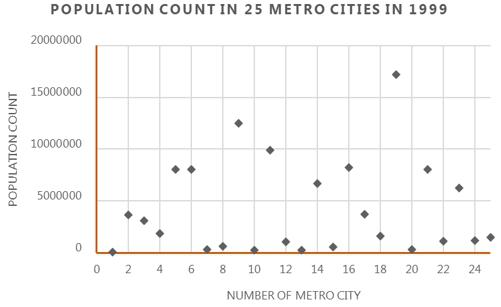 POPULATION COUNT IN 25 METRO CITIES IN 1999
20000000
15000000
10000000
5000000
0
POPULATION COUNT
0 2 4 6 8 10 12 14 16 18 20 22 24
NUMBER OF METRO CITY